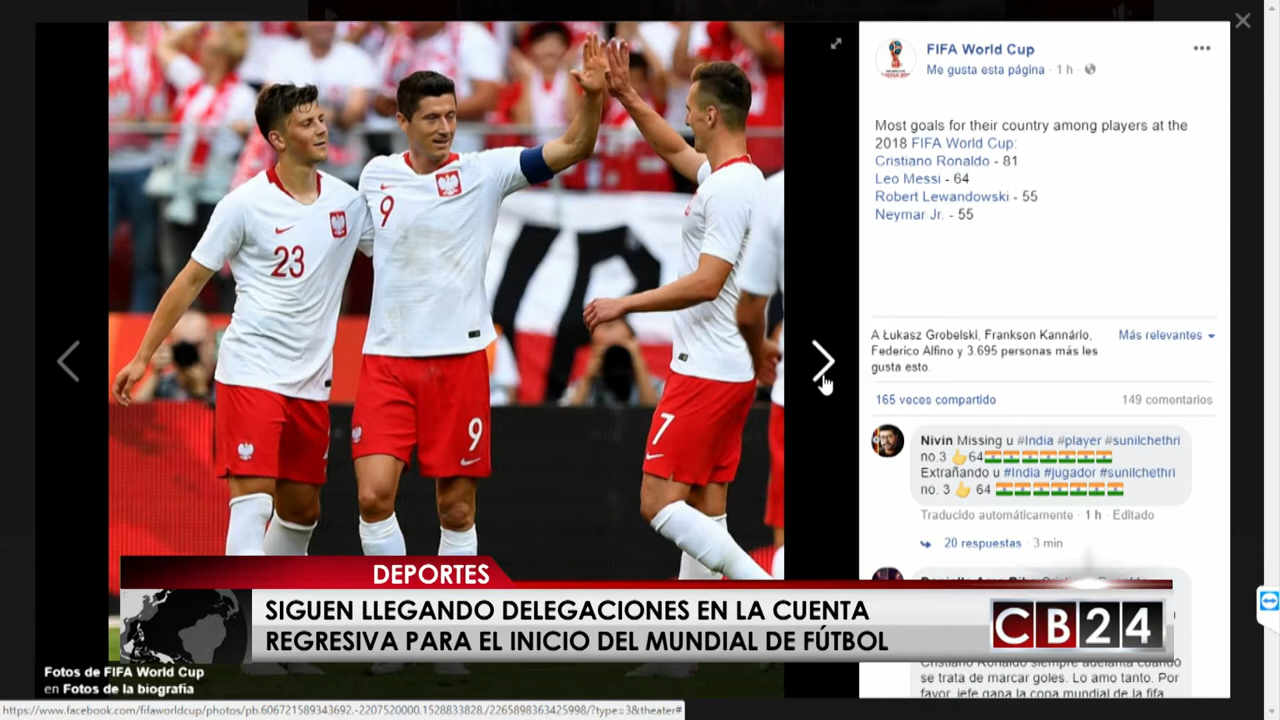 FIFA World Cup
Me gusta esta página · 1 h ·
Most goals for their country among players at the
2018 FIFA World Cup:
Cristiano Ronaldo - 81
Leo Messi - 64
Robert Lewandowski - 55
Neymar Jr. - 55
A Łukasz Grobelski, Frankson Kannárlo,
Federico Alfino y 3.695 personas más les
gusta esto.
Más relevantes
165 veces compartido
149 comentarios
Nivin Missing u #India #player #sunilchethri
no.3 👍64🇮🇳🇮🇳🇮🇳🇮🇳🇮🇳🇮🇳🇮🇳
Extrañando u #India #jugador #sunilchethri
no. 3 👍 64 🇮🇳🇮🇳🇮🇳🇮🇳🇮🇳🇮🇳🇮🇳
Traducido automáticamente · 1 h · Editado
20 respuestas · 3 min
Cristiano Ronaldo siempre adelanta cuando
se trata de marcar goles. Lo amo tanto. Por
favor, jefe gana la copa mundial de la fifa
23
9
9
7
DEPORTES
SIGUEN LLEGANDO DELEGACIONES EN LA CUENTA
REGRESIVA PARA EL INICIO DEL MUNDIAL DE FÚTBOL
CB24
Fotos de FIFA World Cup
en Fotos de la biografía
https://www.facebook.com/fifaworldcup/photos/pb.606721589343692.-2207520000.1528833828./2265898363425998/?type=3&theater#